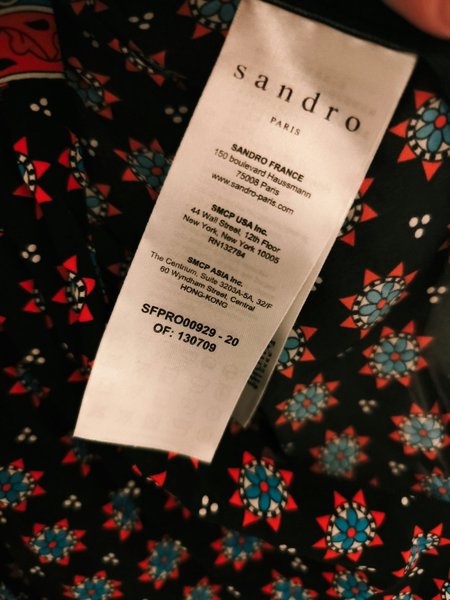 sandro
PARIS
SANDRO FRANCE
150 boulevard Haussmann
75008 Paris
www.sandro-paris.com
SMCP USA Inc.
44 Wall Street, 12th Floor
New York, New York 10005
RN132784
SMCP ASIA Inc.
The Centrium, Suite 3203A-5A, 32/F
60 Wyndham Street, Central
HONG-KONG
SFPRO00929 - 20
OF: 130709